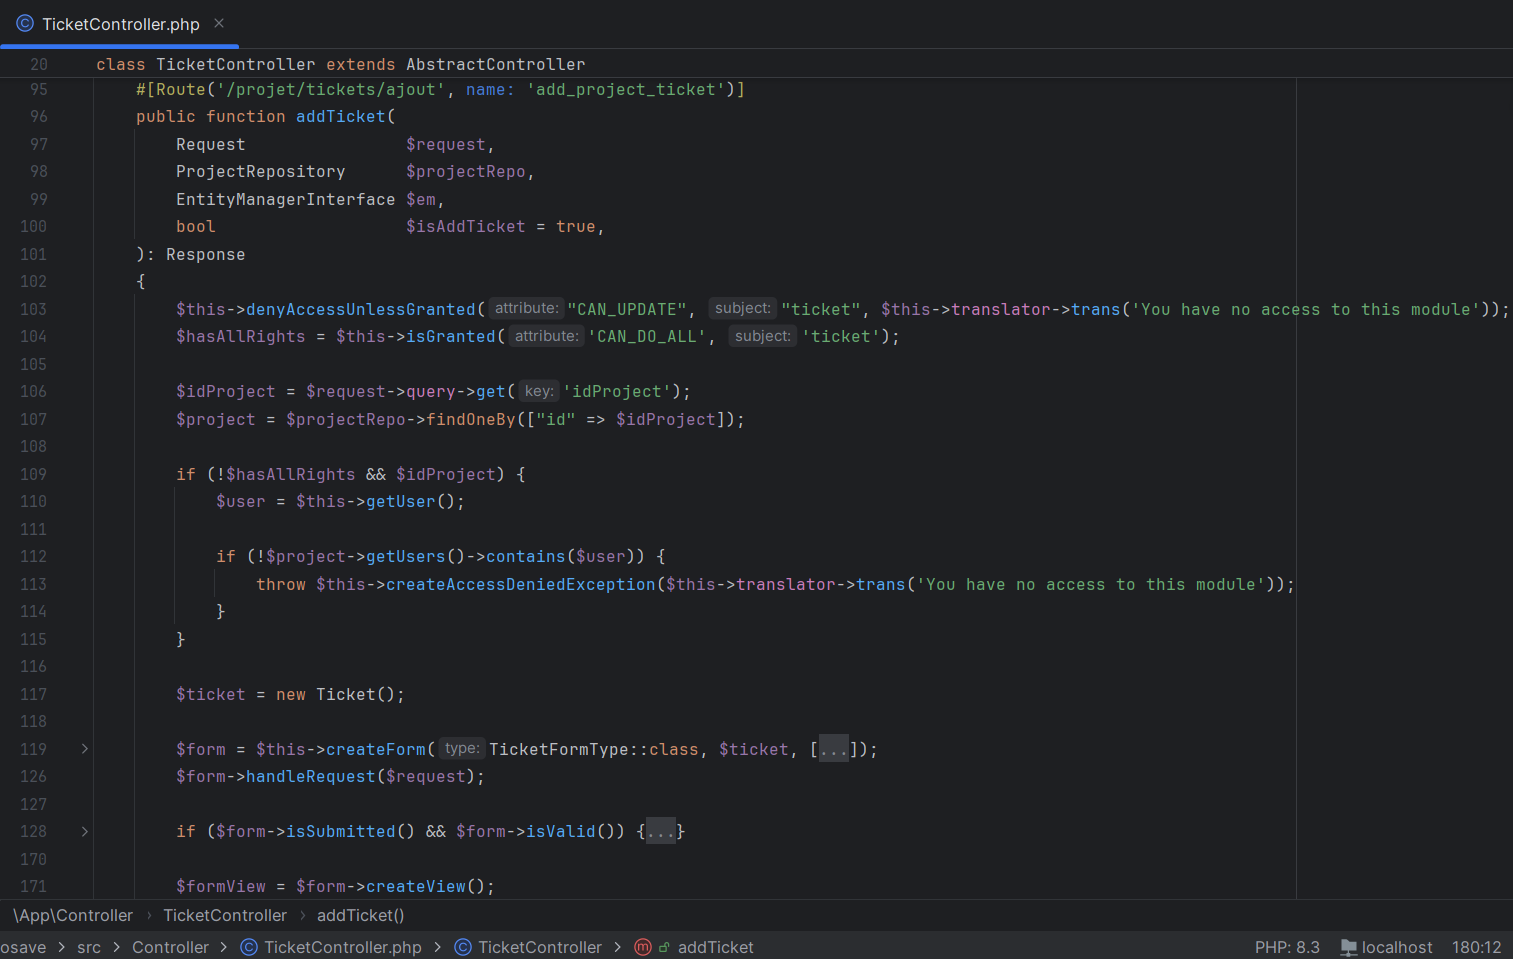 TicketController.php ×
20 class TicketController extends AbstractController
95 #[Route('/projet/tickets/ajout', name: 'add_project_ticket')]
96 public function addTicket(
97 Request $request,
98 ProjectRepository $projectRepo,
99 EntityManagerInterface $em,
100 bool $isAddTicket = true,
101 ): Response
102 {
103 $this->denyAccessUnlessGranted( attribute: "CAN_UPDATE", subject: "ticket", $this->translator->trans('You have no access to this module'));
104 $hasAllRights = $this->isGranted( attribute: 'CAN_DO_ALL', subject: 'ticket');
105
106 $idProject = $request->query->get( key: 'idProject');
107 $project = $projectRepo->findOneBy(["id" => $idProject]);
108
109 if (!$hasAllRights && $idProject) {
110 $user = $this->getUser();
111
112 if (!$project->getUsers()->contains($user)) {
113 throw $this->createAccessDeniedException($this->translator->trans('You have no access to this module'));
114 }
115 }
116
117 $ticket = new Ticket();
118
119 $form = $this->createForm( type: TicketFormType::class, $ticket, [...]);
126 $form->handleRequest($request);
127
128 if ($form->isSubmitted() && $form->isValid()) {...}
170
171 $formView = $form->createView();
\App\Controller › TicketController › addTicket()
osave > src > Controller > TicketController.php > TicketController > addTicket PHP: 8.3 localhost 180:12